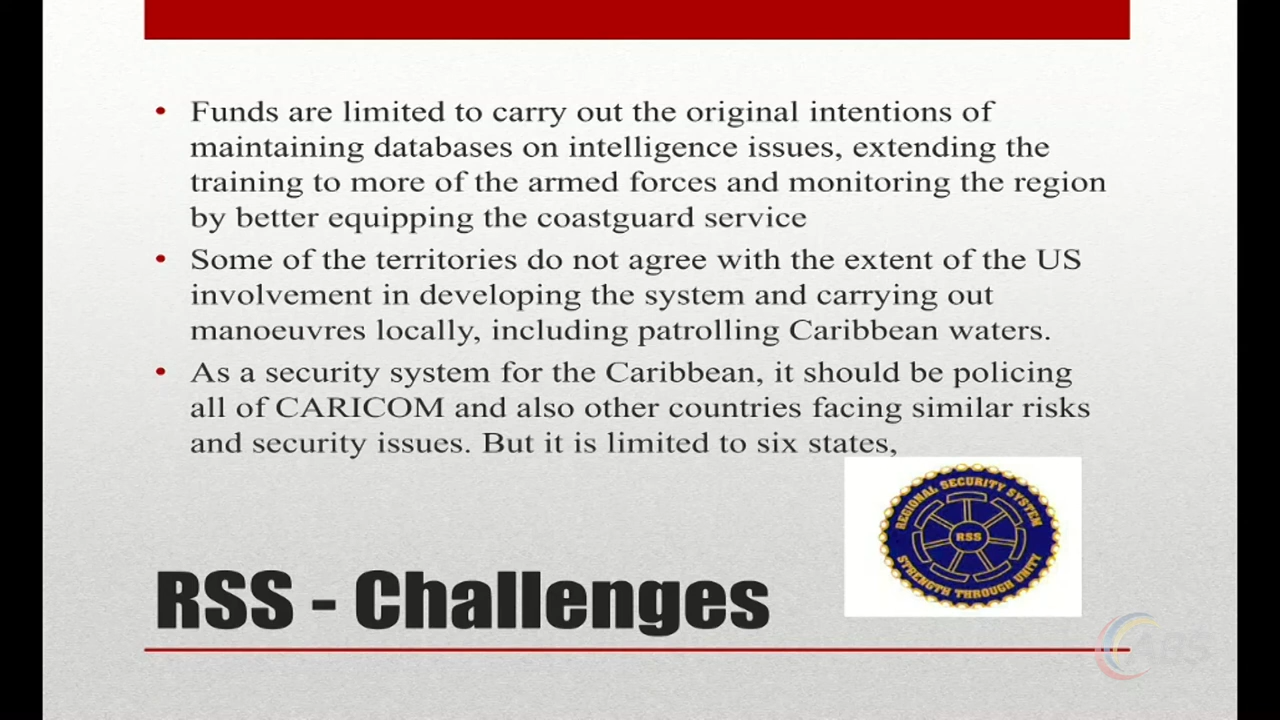 • Funds are limited to carry out the original intentions of
maintaining databases on intelligence issues, extending the
training to more of the armed forces and monitoring the region
by better equipping the coastguard service
• Some of the territories do not agree with the extent of the US
involvement in developing the system and carrying out
manoeuvres locally, including patrolling Caribbean waters.
• As a security system for the Caribbean, it should be policing
all of CARICOM and also other countries facing similar risks
and security issues. But it is limited to six states,
REGIONAL SECURITY SYSTEM
RSS
STRENGTH THROUGH UNITY
RSS - Challenges
ABS